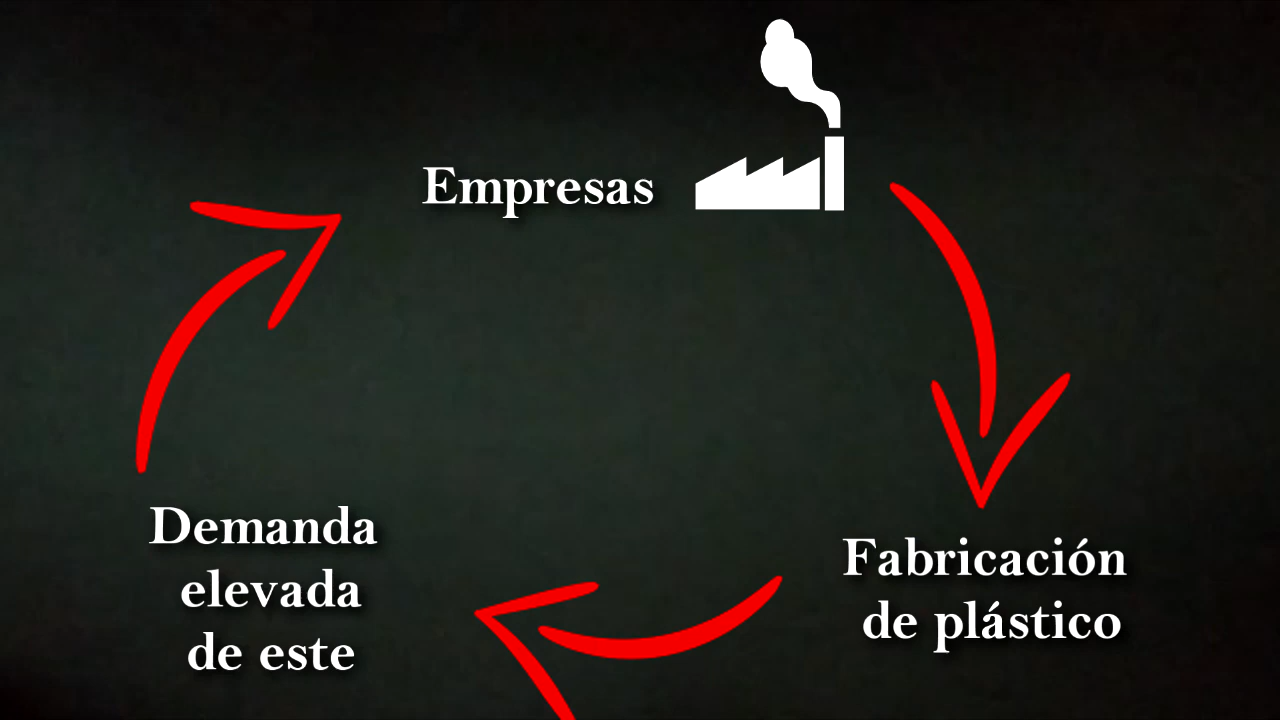 Empresas
Fabricación
de plástico
Demanda
elevada
de este